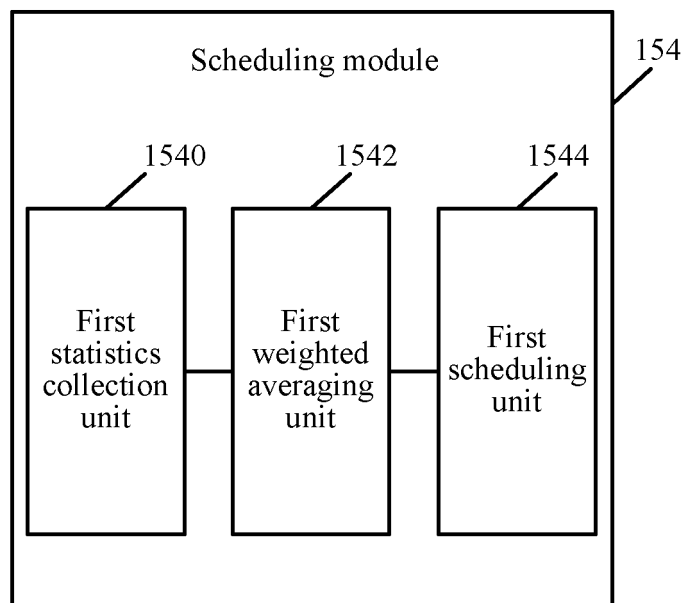 Scheduling module
154
1540
1542
1544
First
statistics
collection
unit
First
weighted
averaging
unit
First
scheduling
unit